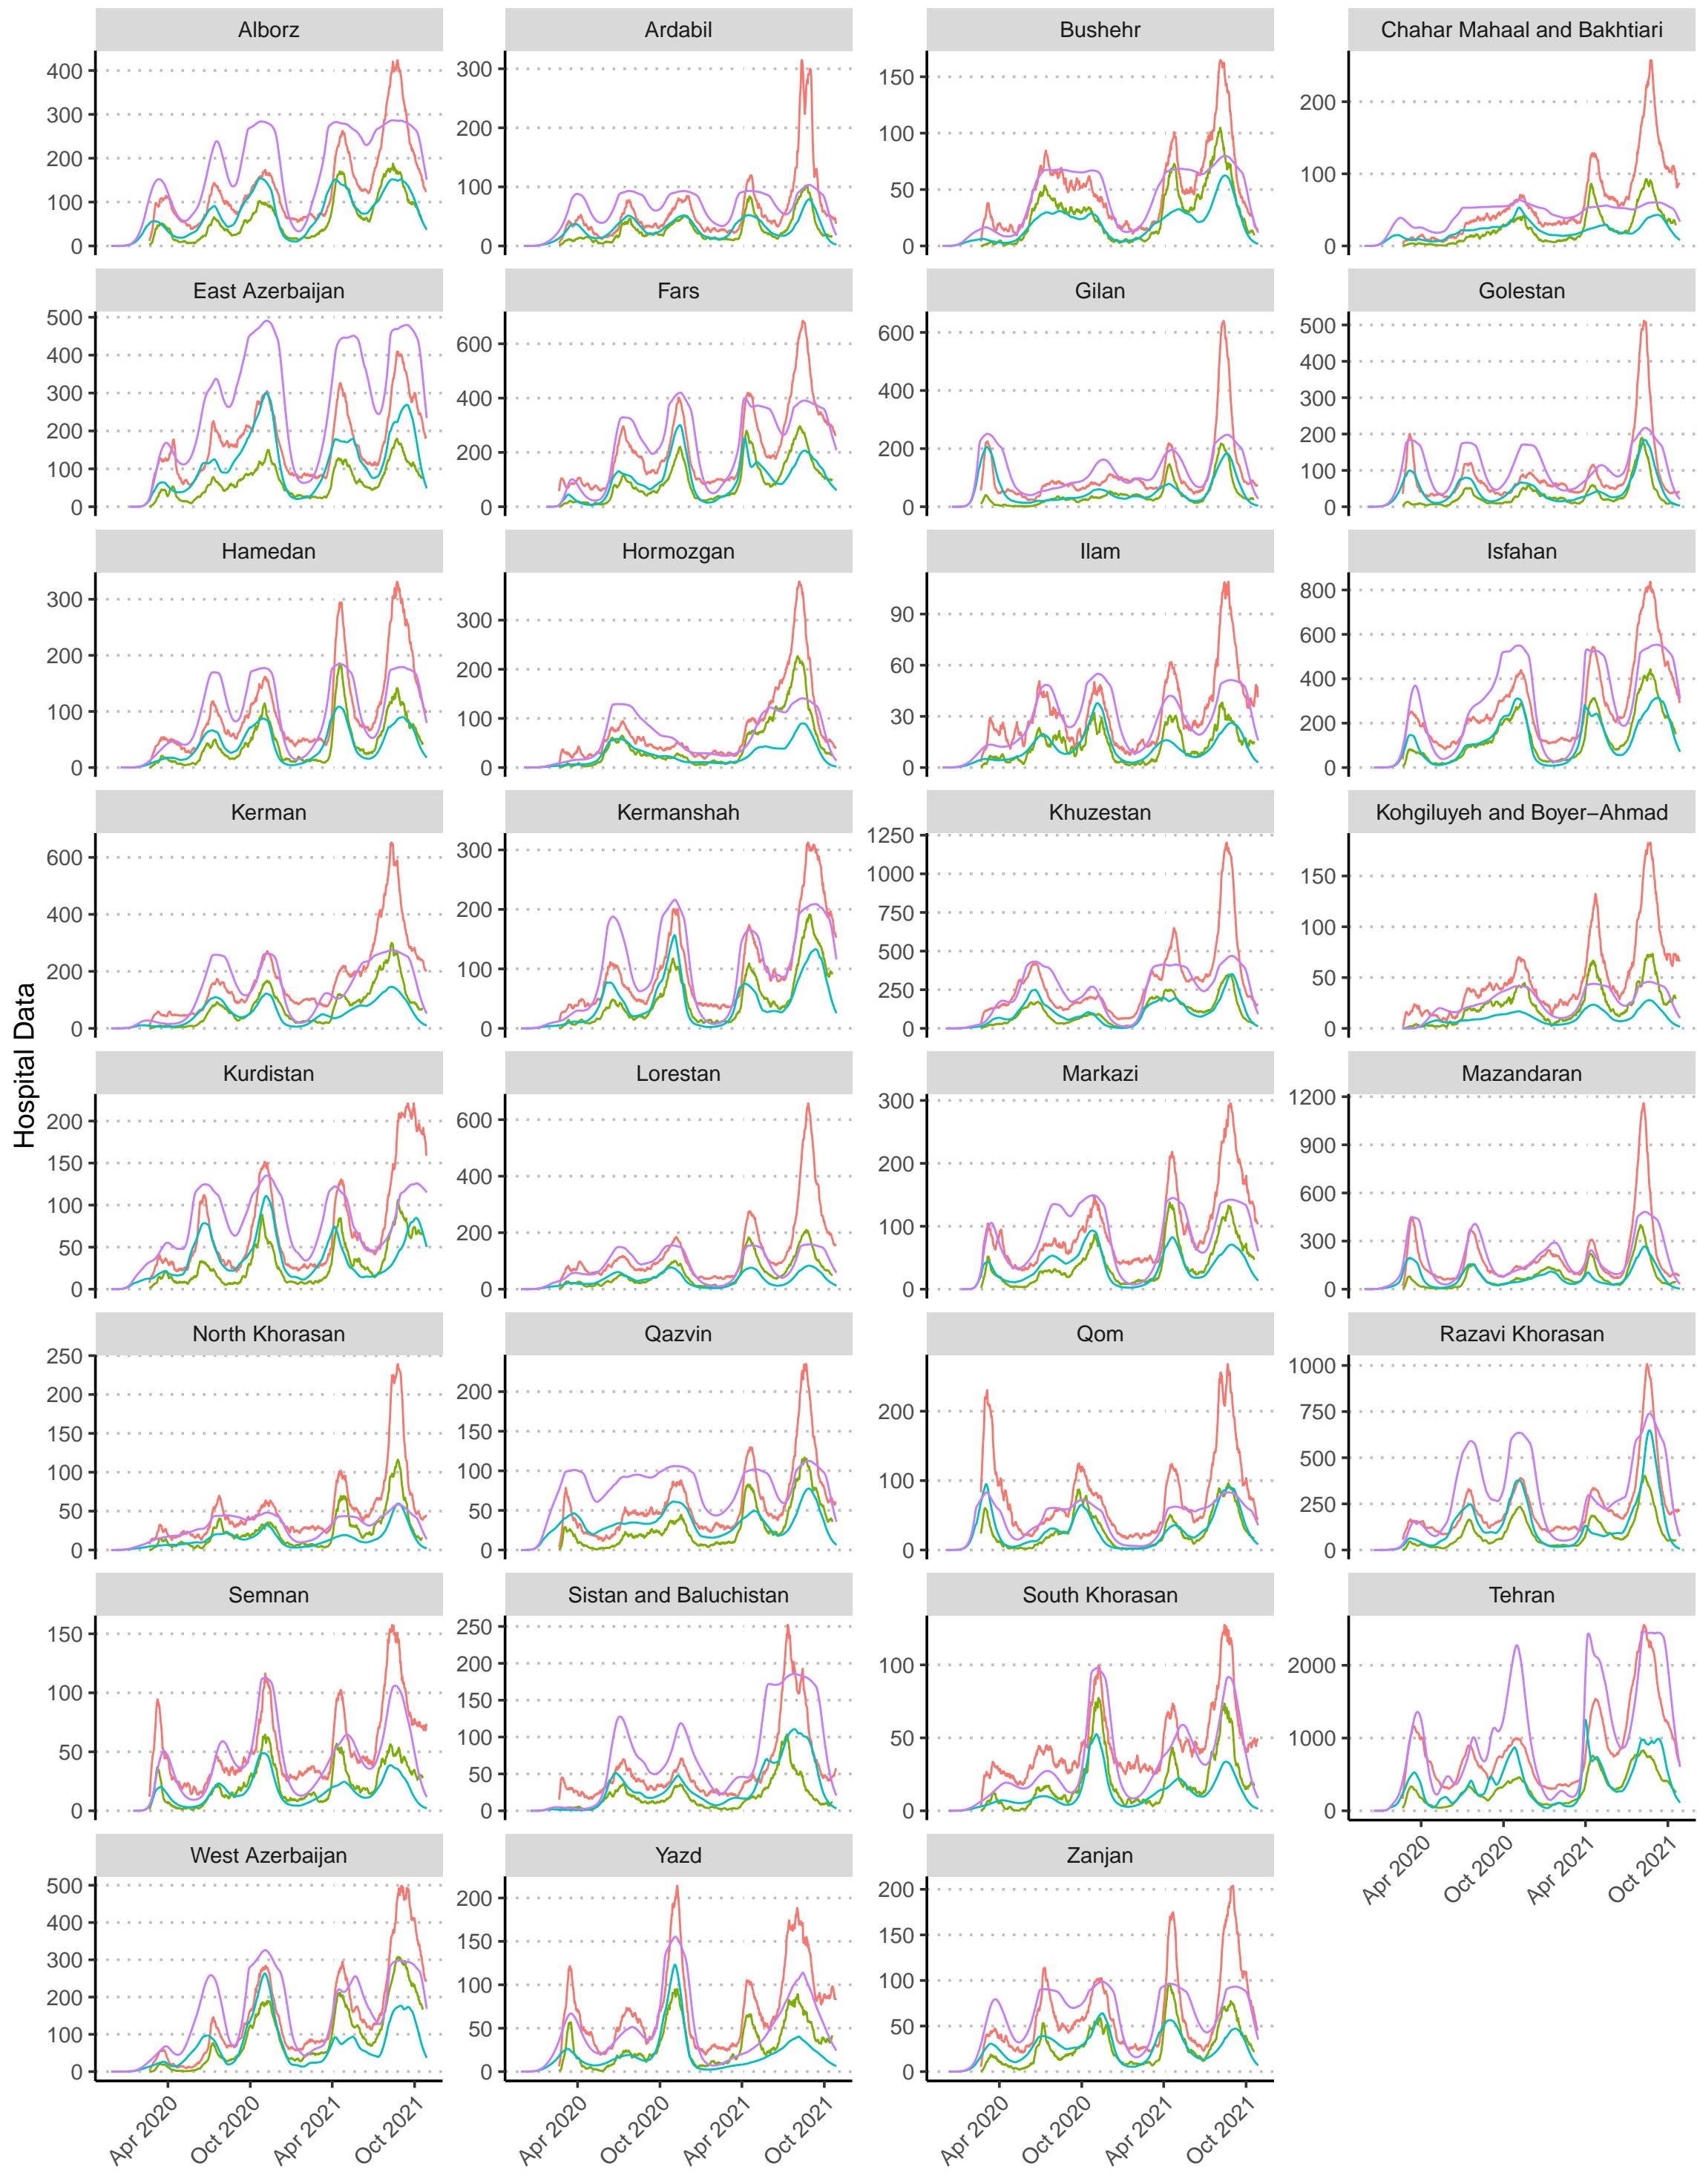 Hospital Data
Alborz
400
300
200
100
0
Ardabil
300
200
100
0
Bushehr
150
100
50
0
Chahar Mahaal and Bakhtiari
200
100
0
East Azerbaijan
500
400
300
200
100
0
Fars
600
400
200
0
Gilan
600
400
200
0
Golestan
500
400
300
200
100
0
Hamedan
300
200
100
0
Hormozgan
300
200
100
0
Ilam
90
60
30
0
Isfahan
800
600
400
200
0
Kerman
600
400
200
0
Kermanshah
300
200
100
0
Khuzestan
1250
1000
750
500
250
0
Kohgiluyeh and Boyer−Ahmad
150
100
50
0
Kurdistan
200
150
100
50
0
Lorestan
600
400
200
0
Markazi
300
200
100
0
Mazandaran
1200
900
600
300
0
North Khorasan
250
200
150
100
50
0
Qazvin
200
150
100
50
0
Qom
200
100
0
Razavi Khorasan
1000
750
500
250
0
Semnan
150
100
50
0
Sistan and Baluchistan
250
200
150
100
50
0
South Khorasan
100
50
0
Tehran
2000
1000
0
Apr 2020
Oct 2020
Apr 2021
Oct 2021
West Azerbaijan
500
400
300
200
100
0
Apr 2020
Oct 2020
Apr 2021
Oct 2021
Yazd
200
150
100
50
0
Apr 2020
Oct 2020
Apr 2021
Oct 2021
Zanjan
200
150
100
50
0
Apr 2020
Oct 2020
Apr 2021
Oct 2021